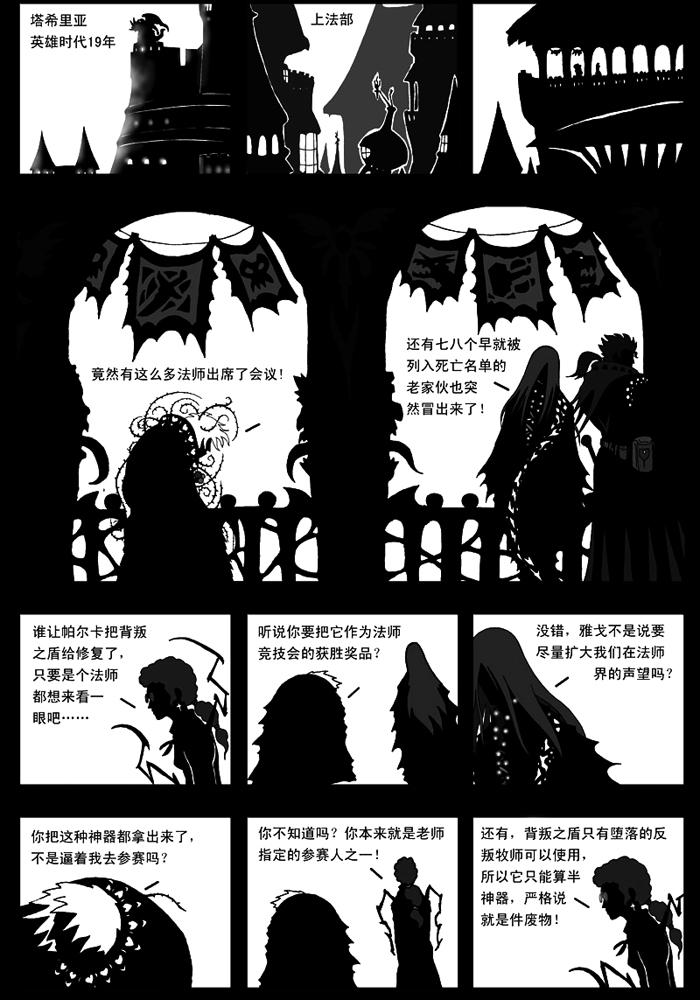 塔希里亚
英雄时代19年
上法部
竟然有这么多法师出席了会议!
还有七八个早就被
列入死亡名单的
老家伙也突
然冒出来了!
谁让帕尔卡把背叛
之盾给修复了,
只要是个法师
都想来看一
眼吧……
听说你要把它作为法师
竞技会的获胜奖品?
没错,雅戈不是说要
尽量扩大我们在法师
界的声望吗?
你把这种神器都拿出来了,
不是逼着我去参赛吗?
你不知道吗?你本来就是老师
指定的参赛人之一!
还有,背叛之盾只有堕落的反
叛牧师可以使用,
所以它只能算半
神器,严格说
就是件废物!